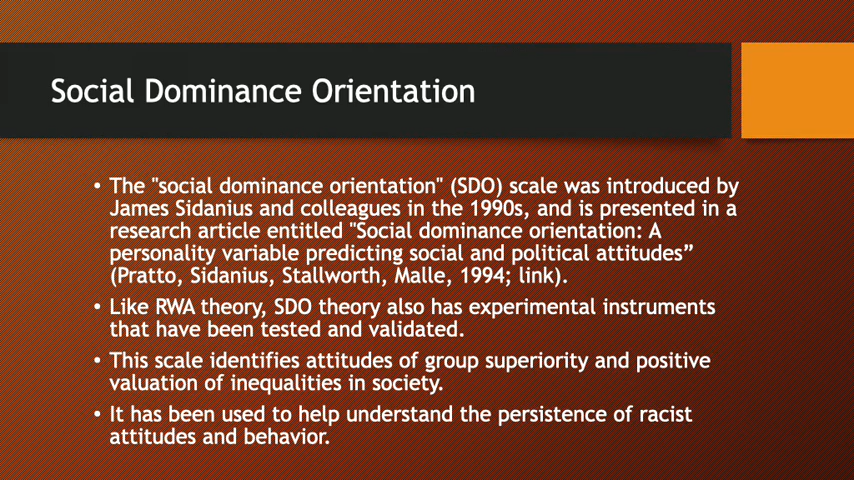 Social Dominance Orientation
• The "social dominance orientation" (SDO) scale was introduced by
James Sidanius and colleagues in the 1990s, and is presented in a
research article entitled "Social dominance orientation: A
personality variable predicting social and political attitudes”
(Pratto, Sidanius, Stallworth, Malle, 1994; link).
• Like RWA theory, SDO theory also has experimental instruments
that have been tested and validated.
• This scale identifies attitudes of group superiority and positive
valuation of inequalities in society.
• It has been used to help understand the persistence of racist
attitudes and behavior.